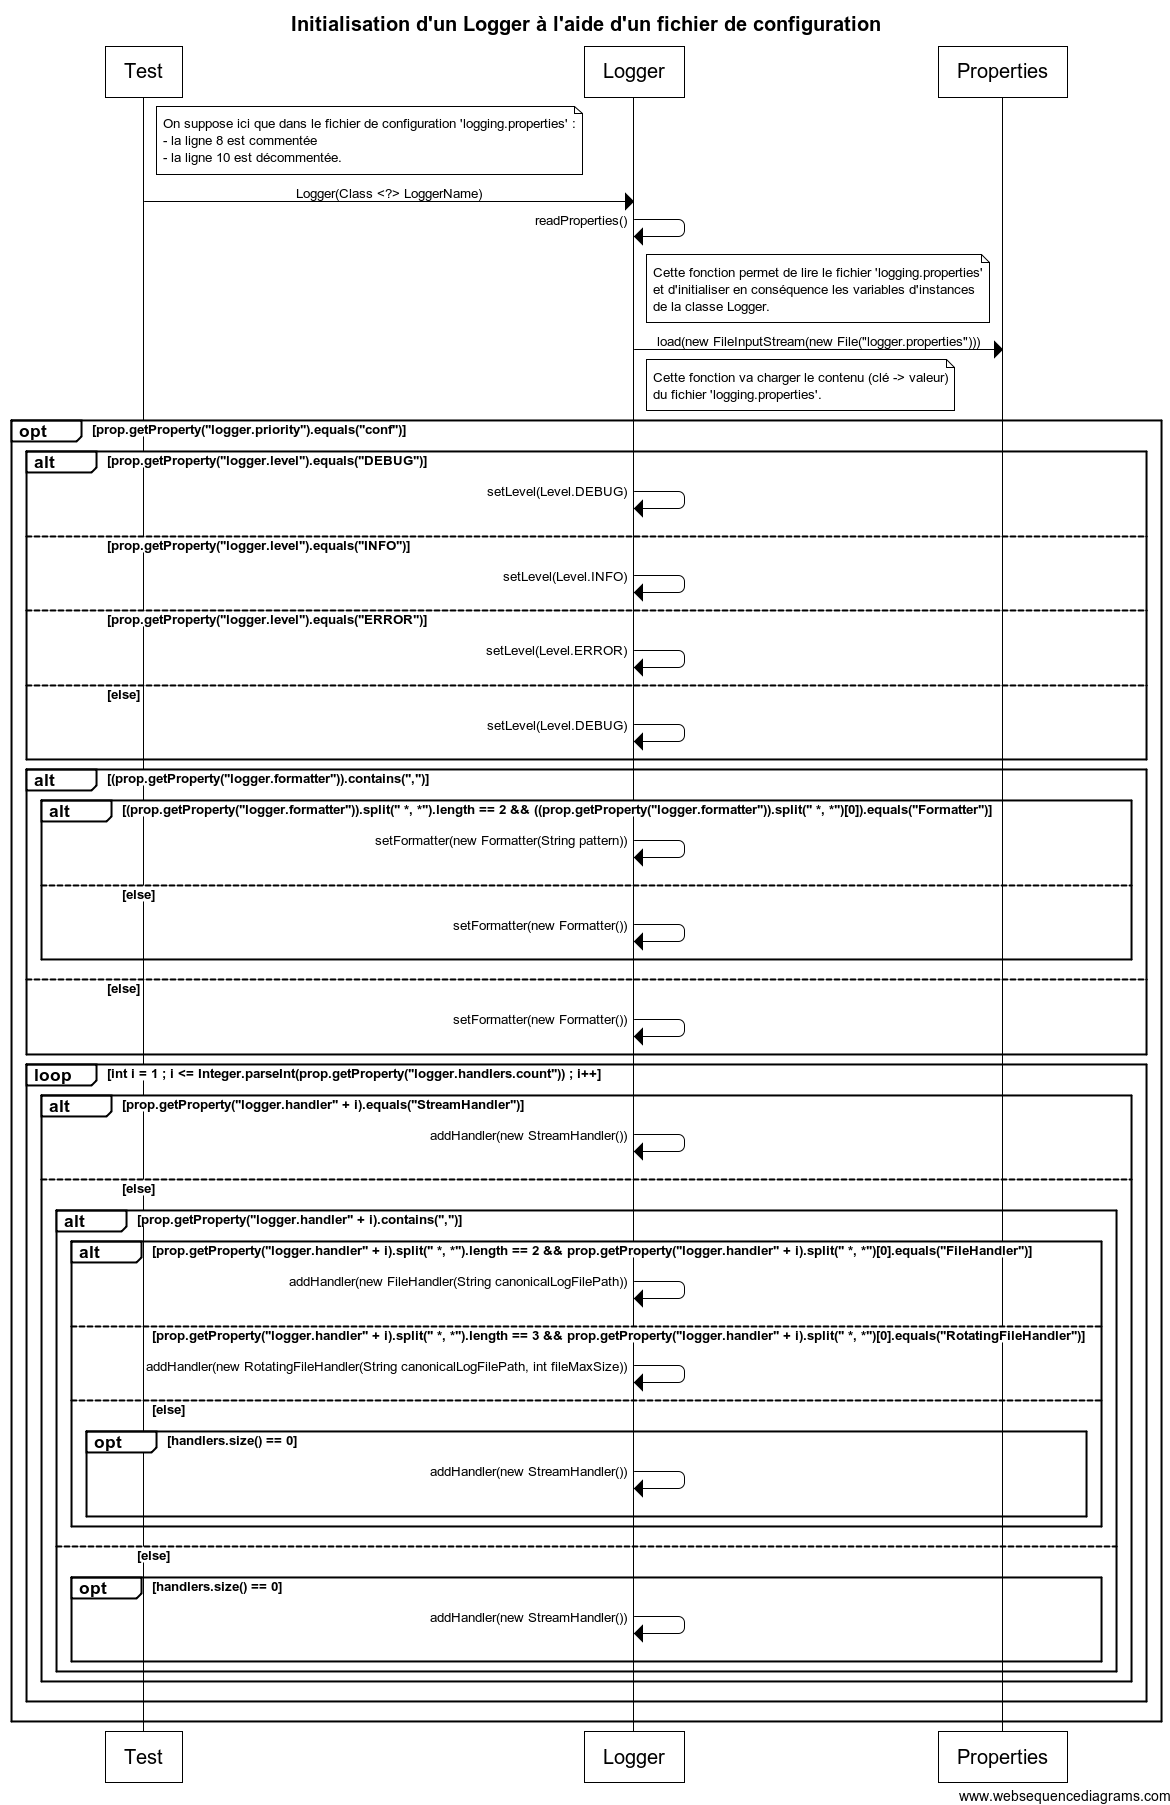 Initialisation d'un Logger à l'aide d'un fichier de configuration
Test
Logger
Properties
On suppose ici que dans le fichier de configuration 'logging.properties' :
- la ligne 8 est commentée
- la ligne 10 est décommentée.
Logger(Class <?> LoggerName)
readProperties()
Cette fonction permet de lire le fichier 'logging.properties'
et d'initialiser en conséquence les variables d'instances
de la classe Logger.
load(new FileInputStream(new File("logger.properties")))
Cette fonction va charger le contenu (clé -> valeur)
du fichier 'logging.properties'.
opt [prop.getProperty("logger.priority").equals("conf")]
alt [prop.getProperty("logger.level").equals("DEBUG")]
setLevel(Level.DEBUG)
[prop.getProperty("logger.level").equals("INFO")]
setLevel(Level.INFO)
[prop.getProperty("logger.level").equals("ERROR")]
setLevel(Level.ERROR)
[else]
setLevel(Level.DEBUG)
alt [(prop.getProperty("logger.formatter")).contains(",")]
alt [(prop.getProperty("logger.formatter")).split(" *, *").length == 2 && ((prop.getProperty("logger.formatter")).split(" *, *")[0]).equals("Formatter")]
setFormatter(new Formatter(String pattern))
[else]
setFormatter(new Formatter())
[else]
setFormatter(new Formatter())
loop [int i = 1 ; i <= Integer.parseInt(prop.getProperty("logger.handlers.count")) ; i++]
alt [prop.getProperty("logger.handler" + i).equals("StreamHandler")]
addHandler(new StreamHandler())
[else]
alt [prop.getProperty("logger.handler" + i).contains(",")]
alt [prop.getProperty("logger.handler" + i).split(" *, *").length == 2 && prop.getProperty("logger.handler" + i).split(" *, *")[0].equals("FileHandler")]
addHandler(new FileHandler(String canonicalLogFilePath))
[prop.getProperty("logger.handler" + i).split(" *, *").length == 3 && prop.getProperty("logger.handler" + i).split(" *, *")[0].equals("RotatingFileHandler")]
addHandler(new RotatingFileHandler(String canonicalLogFilePath, int fileMaxSize))
[else]
opt [handlers.size() == 0]
addHandler(new StreamHandler())
[else]
opt [handlers.size() == 0]
addHandler(new StreamHandler())
Test
Logger
Properties
www.websequencediagrams.com